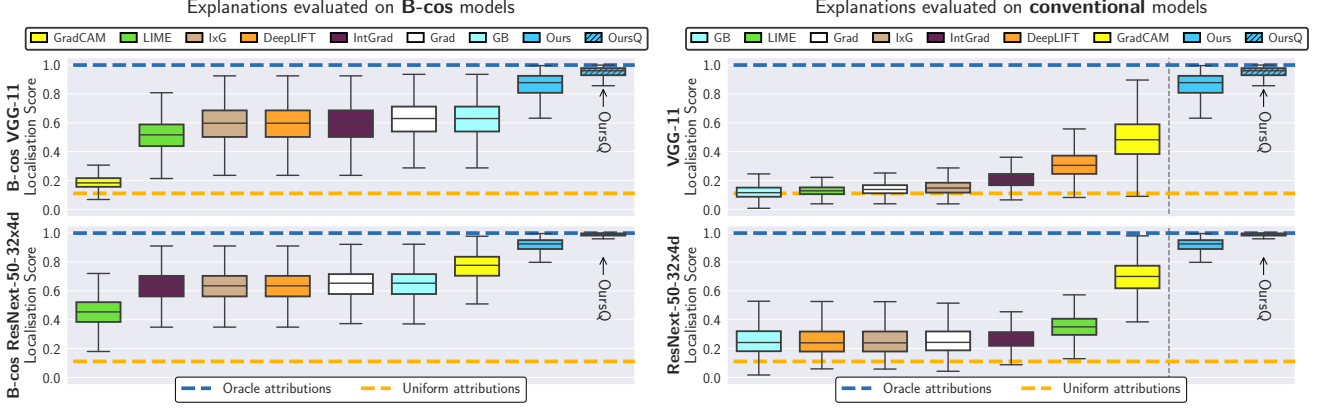 Explanations evaluated on B-cos models
GradCAM LIME IxG DeepLIFT IntGrad Grad GB Ours OursQ
B-cos VGG-11
Localisation Score
1.0
0.8
0.6
0.4
0.2
0.0
OursQ
B-cos ResNext-50-32x4d
Localisation Score
1.0
0.8
0.6
0.4
0.2
0.0
OursQ
Oracle attributions Uniform attributions
Explanations evaluated on conventional models
GB LIME Grad IxG IntGrad DeepLIFT GradCAM Ours OursQ
VGG-11
Localisation Score
1.0
0.8
0.6
0.4
0.2
0.0
OursQ
ResNext-50-32x4d
Localisation Score
1.0
0.8
0.6
0.4
0.2
0.0
OursQ
Oracle attributions Uniform attributions